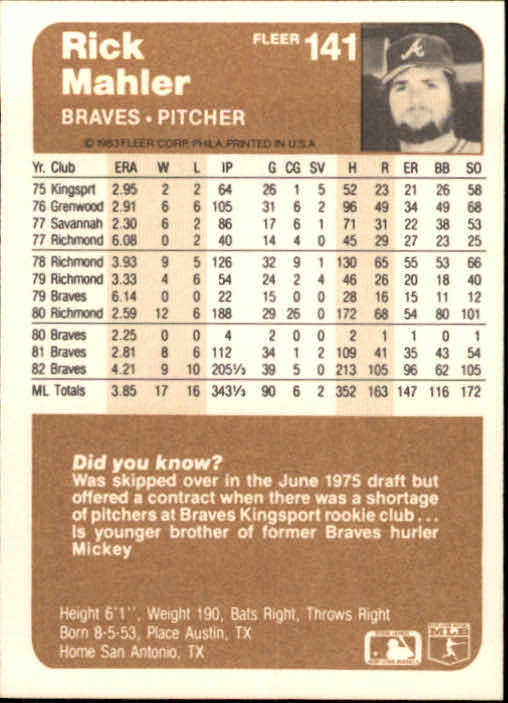 Rick
Mahler
FLEER 141
BRAVES • PITCHER
© 1983 FLEER CORP. PHILA. PRINTED IN U.S.A
Yr. Club ERA W L IP G CG SV H R ER BB SO
75 Kingsprt 2.95 2 2 64 26 1 5 52 23 21 26 58
76 Grenwood 2.91 6 6 105 31 6 2 96 49 34 49 68
77 Savannah 2.30 6 2 86 17 6 1 71 31 22 38 53
77 Richmond 6.08 0 2 40 14 4 0 45 29 27 23 25
78 Richmond 3.93 9 5 126 32 9 1 130 65 55 53 66
79 Richmond 3.33 4 6 54 24 2 4 46 26 20 18 40
79 Braves 6.14 0 0 22 15 0 0 28 16 15 11 12
80 Richmond 2.59 12 6 188 29 26 0 172 68 54 80 101
80 Braves 2.25 0 0 4 2 0 0 2 1 1 0 1
81 Braves 2.81 8 6 112 34 1 2 109 41 35 43 54
82 Braves 4.21 9 10 205⅓ 39 5 0 213 105 96 62 105
ML Totals 3.85 17 16 343⅓ 90 6 2 352 163 147 116 172
Did you know?
Was skipped over in the June 1975 draft but
offered a contract when there was a shortage
of pitchers at Braves Kingsport rookie club . . .
Is younger brother of former Braves hurler
Mickey
Height 6'1'', Weight 190, Bats Right, Throws Right
Born 8-5-53, Place Austin, TX
Home San Antonio, TX